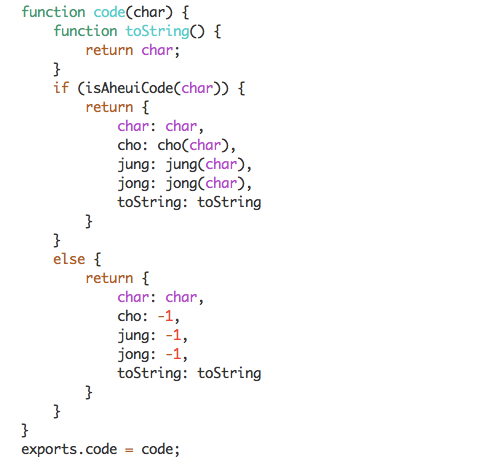 function code(char) {
    function toString() {
        return char;
    }
    if (isAheuiCode(char)) {
        return {
            char: char,
            cho: cho(char),
            jung: jung(char),
            jong: jong(char),
            toString: toString
        }
    }
    else {
        return {
            char: char,
            cho: -1,
            jung: -1,
            jong: -1,
            toString: toString
        }
    }
}
exports.code = code;